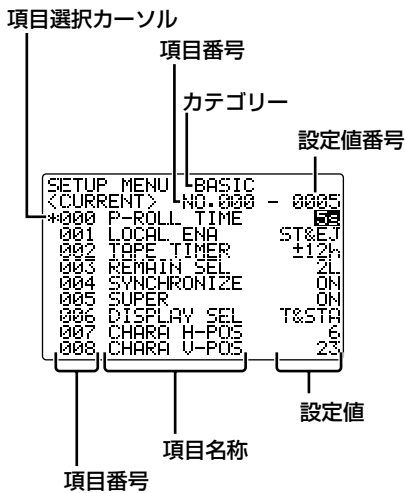 項目選択カーソル
項目番号
カテゴリー
設定値番号
SETUP MENU -BASIC
<CURRENT> NO.000 - 0005
*000 P-ROLL TIME 5s
001 LOCAL ENA ST&EJ
002 TAPE TIMER ±12h
003 REMAIN SEL 2L
004 SYNCHRONIZE ON
005 SUPER ON
006 DISPLAY SEL T&STA
007 CHARA H-POS 6
008 CHARA V-POS 23
設定値
項目名称
項目番号